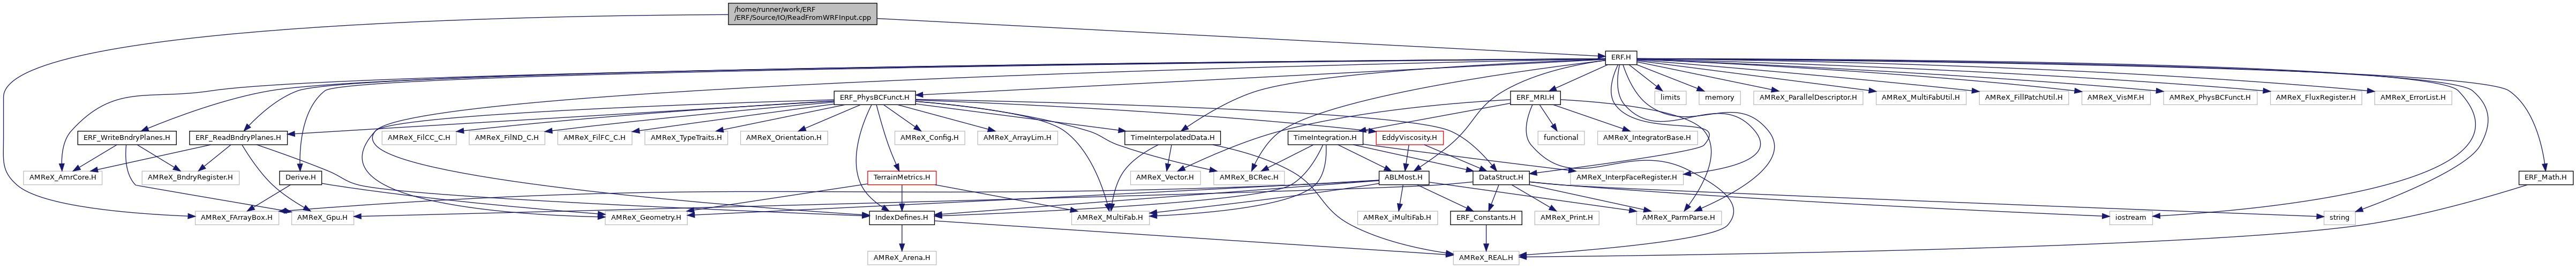 /home/runner/work/ERF
/ERF/Source/IO/ReadFromWRFInput.cpp
ERF.H
ERF_PhysBCFunct.H
ERF_MRI.H
limits
memory
AMReX_ParallelDescriptor.H
AMReX_MultiFabUtil.H
AMReX_FillPatchUtil.H
AMReX_VisMF.H
AMReX_PhysBCFunct.H
AMReX_FluxRegister.H
AMReX_ErrorList.H
ERF_WriteBndryPlanes.H
ERF_ReadBndryPlanes.H
AMReX_FilCC_C.H
AMReX_FilND_C.H
AMReX_FilFC_C.H
AMReX_TypeTraits.H
AMReX_Orientation.H
AMReX_Config.H
AMReX_ArrayLim.H
TimeInterpolatedData.H
TimeIntegration.H
EddyViscosity.H
functional
AMReX_IntegratorBase.H
AMReX_AmrCore.H
AMReX_BndryRegister.H
Derive.H
TerrainMetrics.H
AMReX_Vector.H
AMReX_BCRec.H
ABLMost.H
DataStruct.H
AMReX_InterpFaceRegister.H
ERF_Math.H
AMReX_FArrayBox.H
AMReX_Gpu.H
AMReX_Geometry.H
IndexDefines.H
AMReX_MultiFab.H
AMReX_iMultiFab.H
ERF_Constants.H
AMReX_Print.H
AMReX_ParmParse.H
iostream
string
AMReX_Arena.H
AMReX_REAL.H